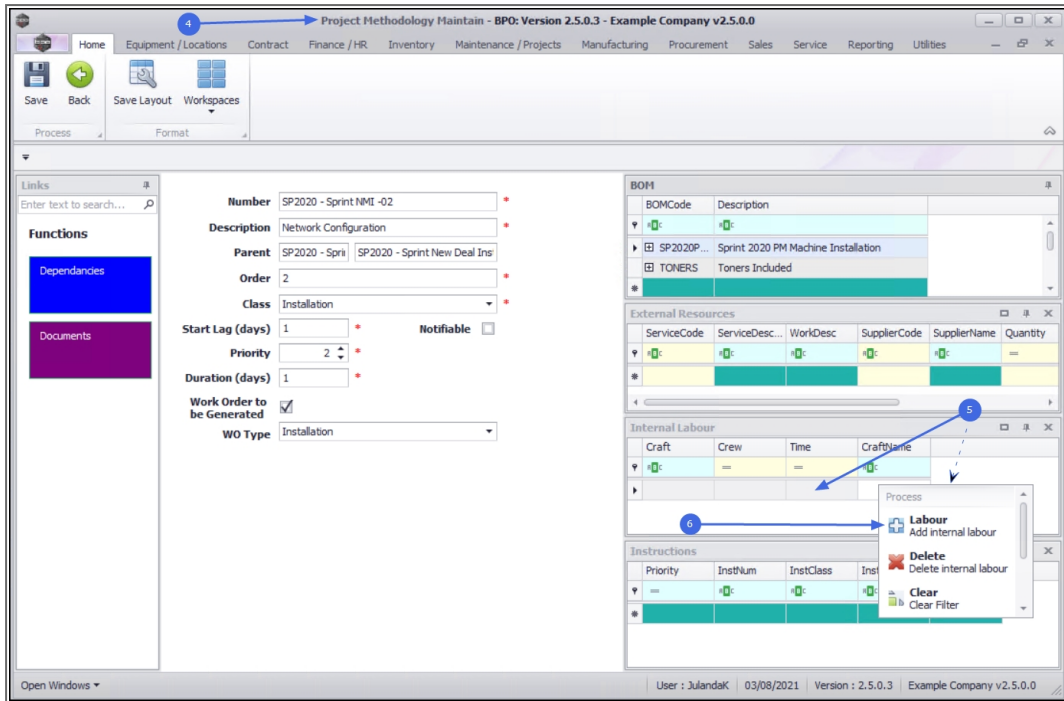 4
Project Methodology Maintain - BPO: Version 2.5.0.3 - Example Company v2.5.0.0
Home Equipment / Locations Contract Finance / HR Inventory Maintenance / Projects Manufacturing Procurement Sales Service Reporting Utilities
Save Back Save Layout Workspaces
Process Format
Links
Enter text to search...
Functions
Dependancies
Documents
Number SP2020 - Sprint NMI -02 *
Description Network Configuration *
Parent SP2020 - Spri SP2020 - Sprint New Deal Ins
Order 2 *
Class Installation *
Start Lag (days) 1 * Notifiable
Priority 2 *
Duration (days) 1 *
Work Order to
be Generated
WO Type Installation
BOM
BOMCode Description
SP2020P... Sprint 2020 PM Machine Installation
TONERS Toners Included
External Resources
ServiceCode ServiceDesc... WorkDesc SupplierCode SupplierName Quantity
=
5
Internal Labour
Craft Crew Time CraftName
= =
Process
6
Labour
Add internal labour
Delete
Delete internal labour
Clear
Clear Filter
Instructions
Priority InstNum InstClass Inst
=
Open Windows User : JulandaK 03/08/2021 Version : 2.5.0.3 Example Company v2.5.0.0